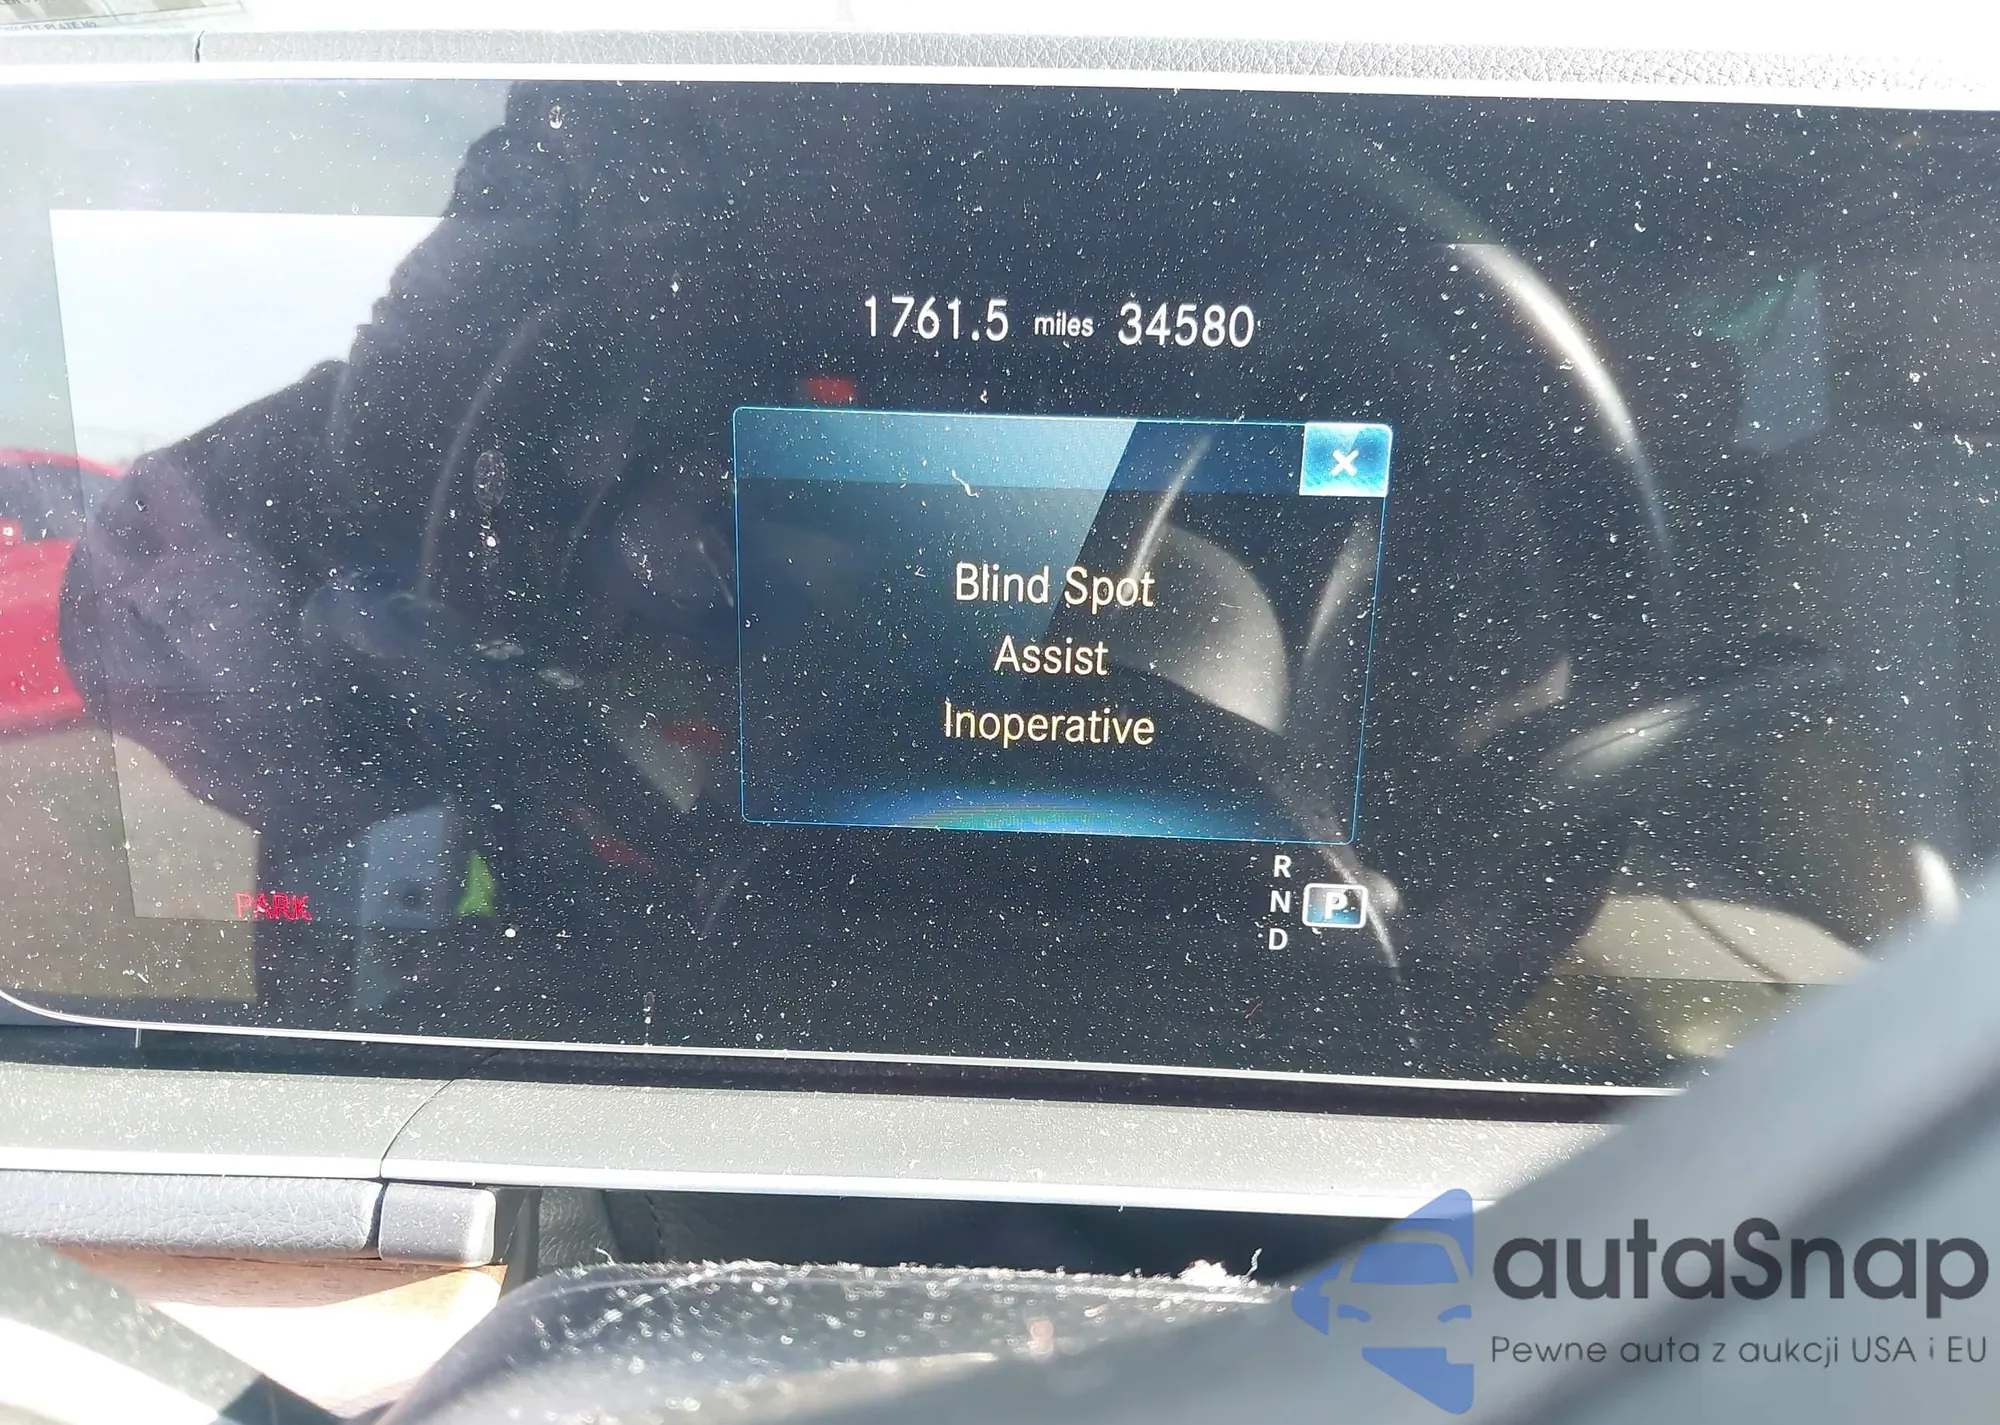 1761.5 miles 34580
×
Blind Spot
Assist
Inoperative
R
N P
D
PARK
autaSnap
Pewne auta z aukcji USA i EU